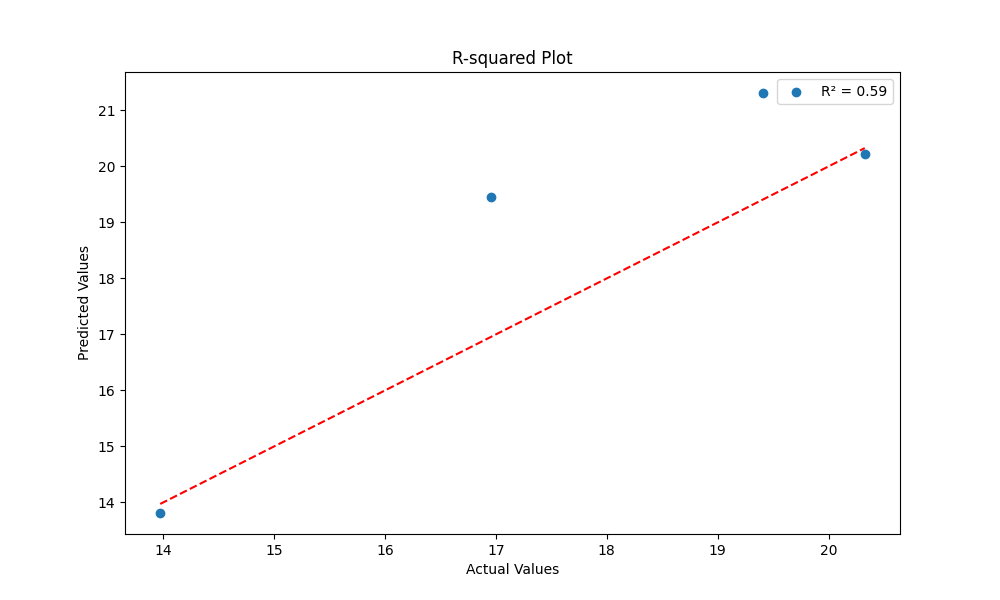 R-squared Plot
R² = 0.59
21
20
19
18
17
16
15
14
Predicted Values
14 15 16 17 18 19 20
Actual Values